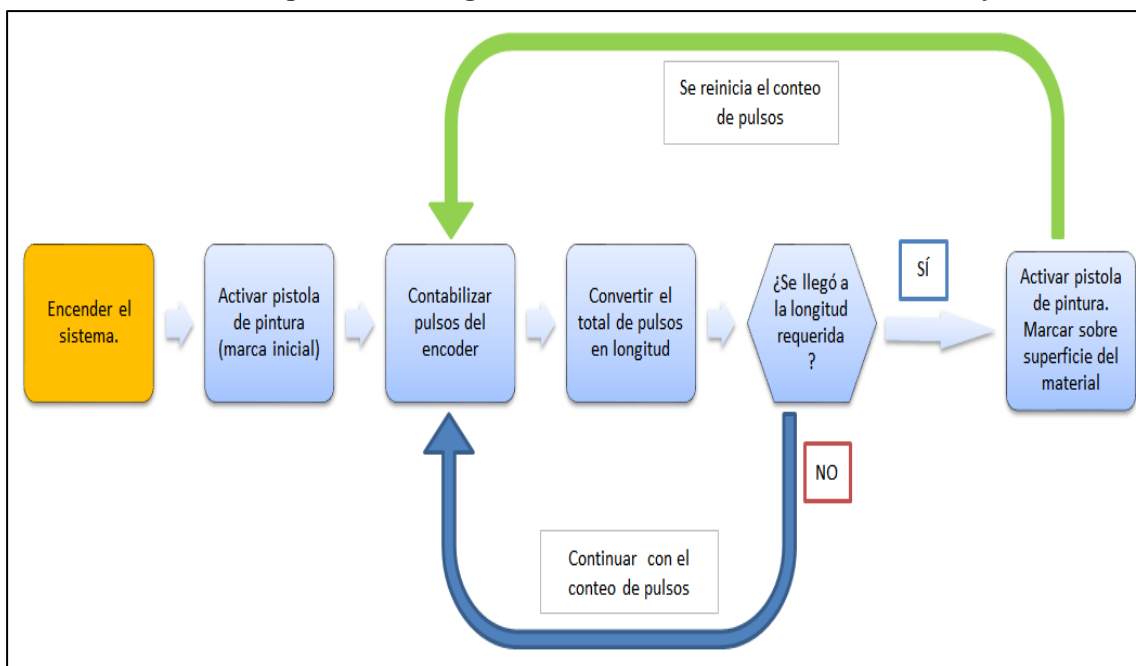 Se reinicia el conteo
de pulsos
Encender el
sistema.
Activar pistola
de pintura
(marca inicial)
Contabilizar
pulsos del
encoder
Convertir el
total de pulsos
en longitud
¿Se llegó a
la longitud
requerida
?
SÍ
Activar pistola
de pintura.
Marcar sobre
superficie del
material
NO
Continuar con el
conteo de pulsos